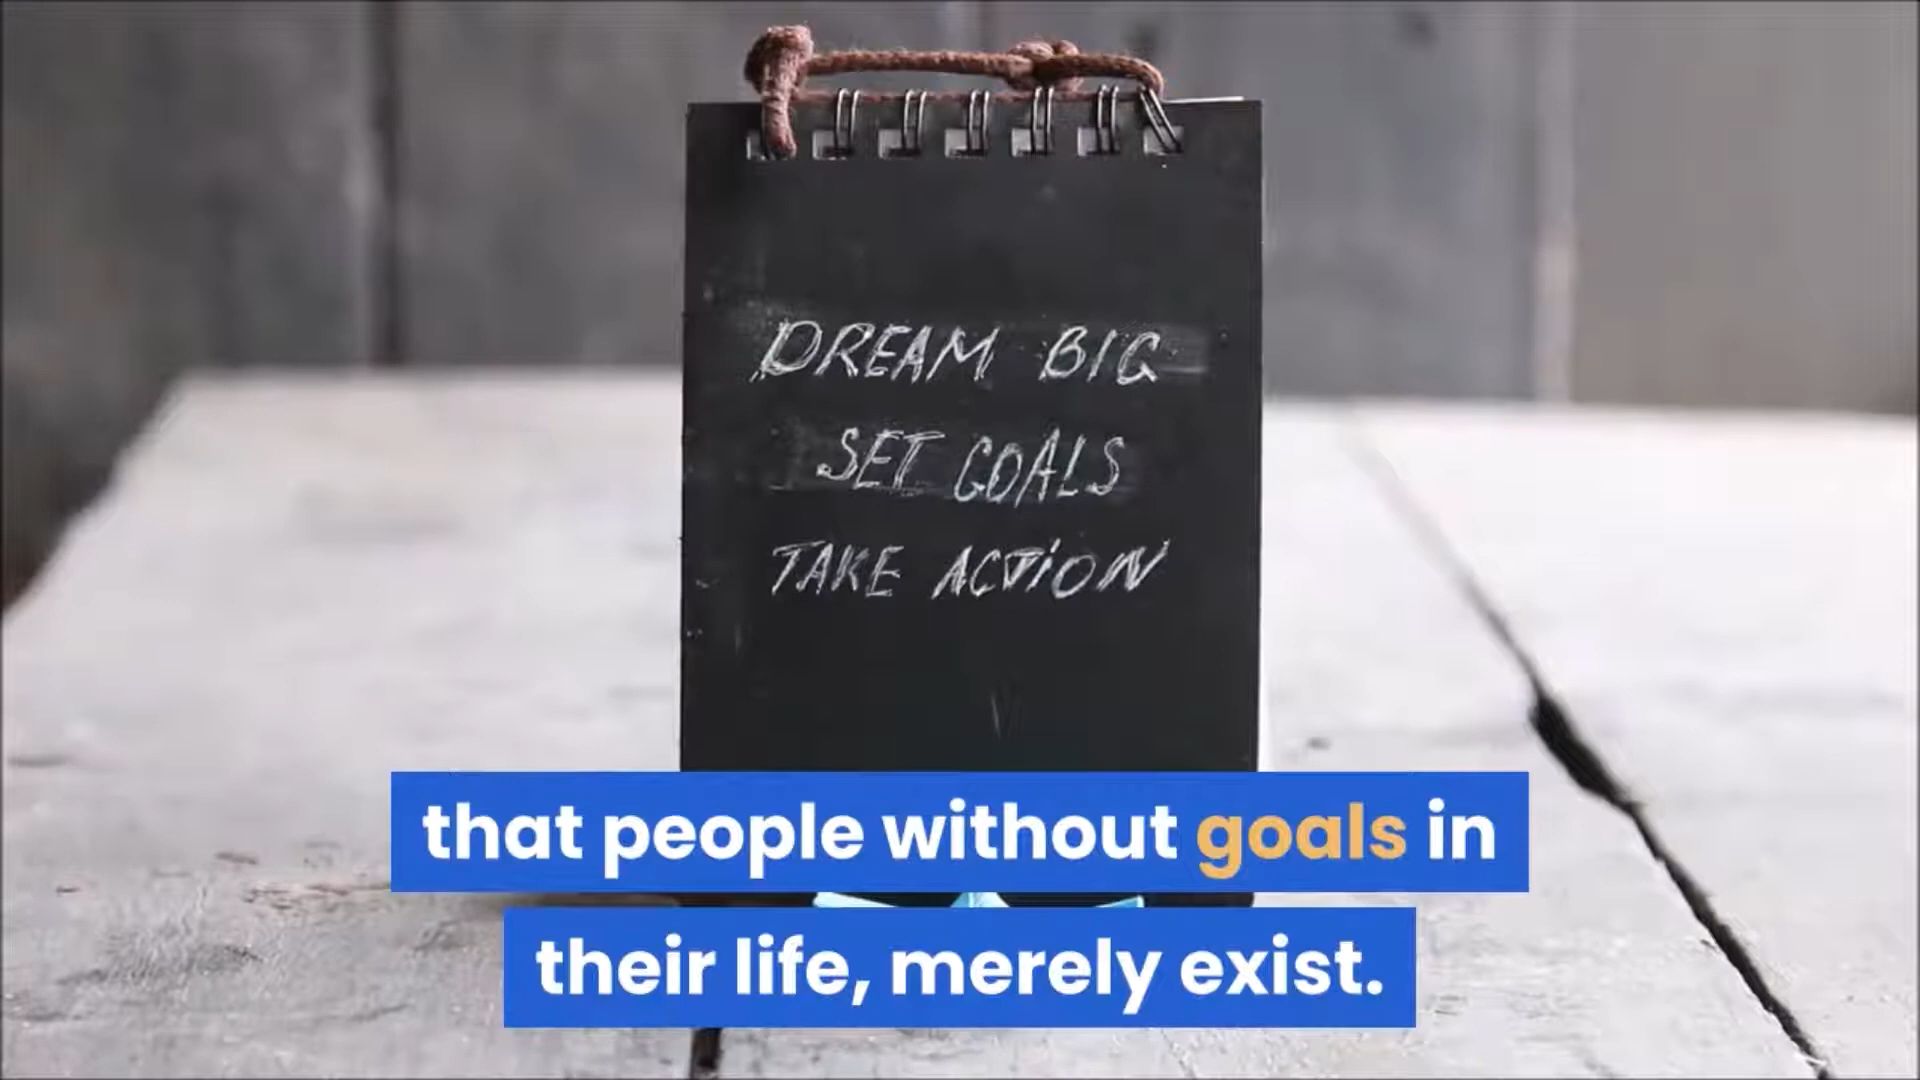 DREAM BIG
SET GOALS
TAKE ACTION
that people without goals in
their life, merely exist.